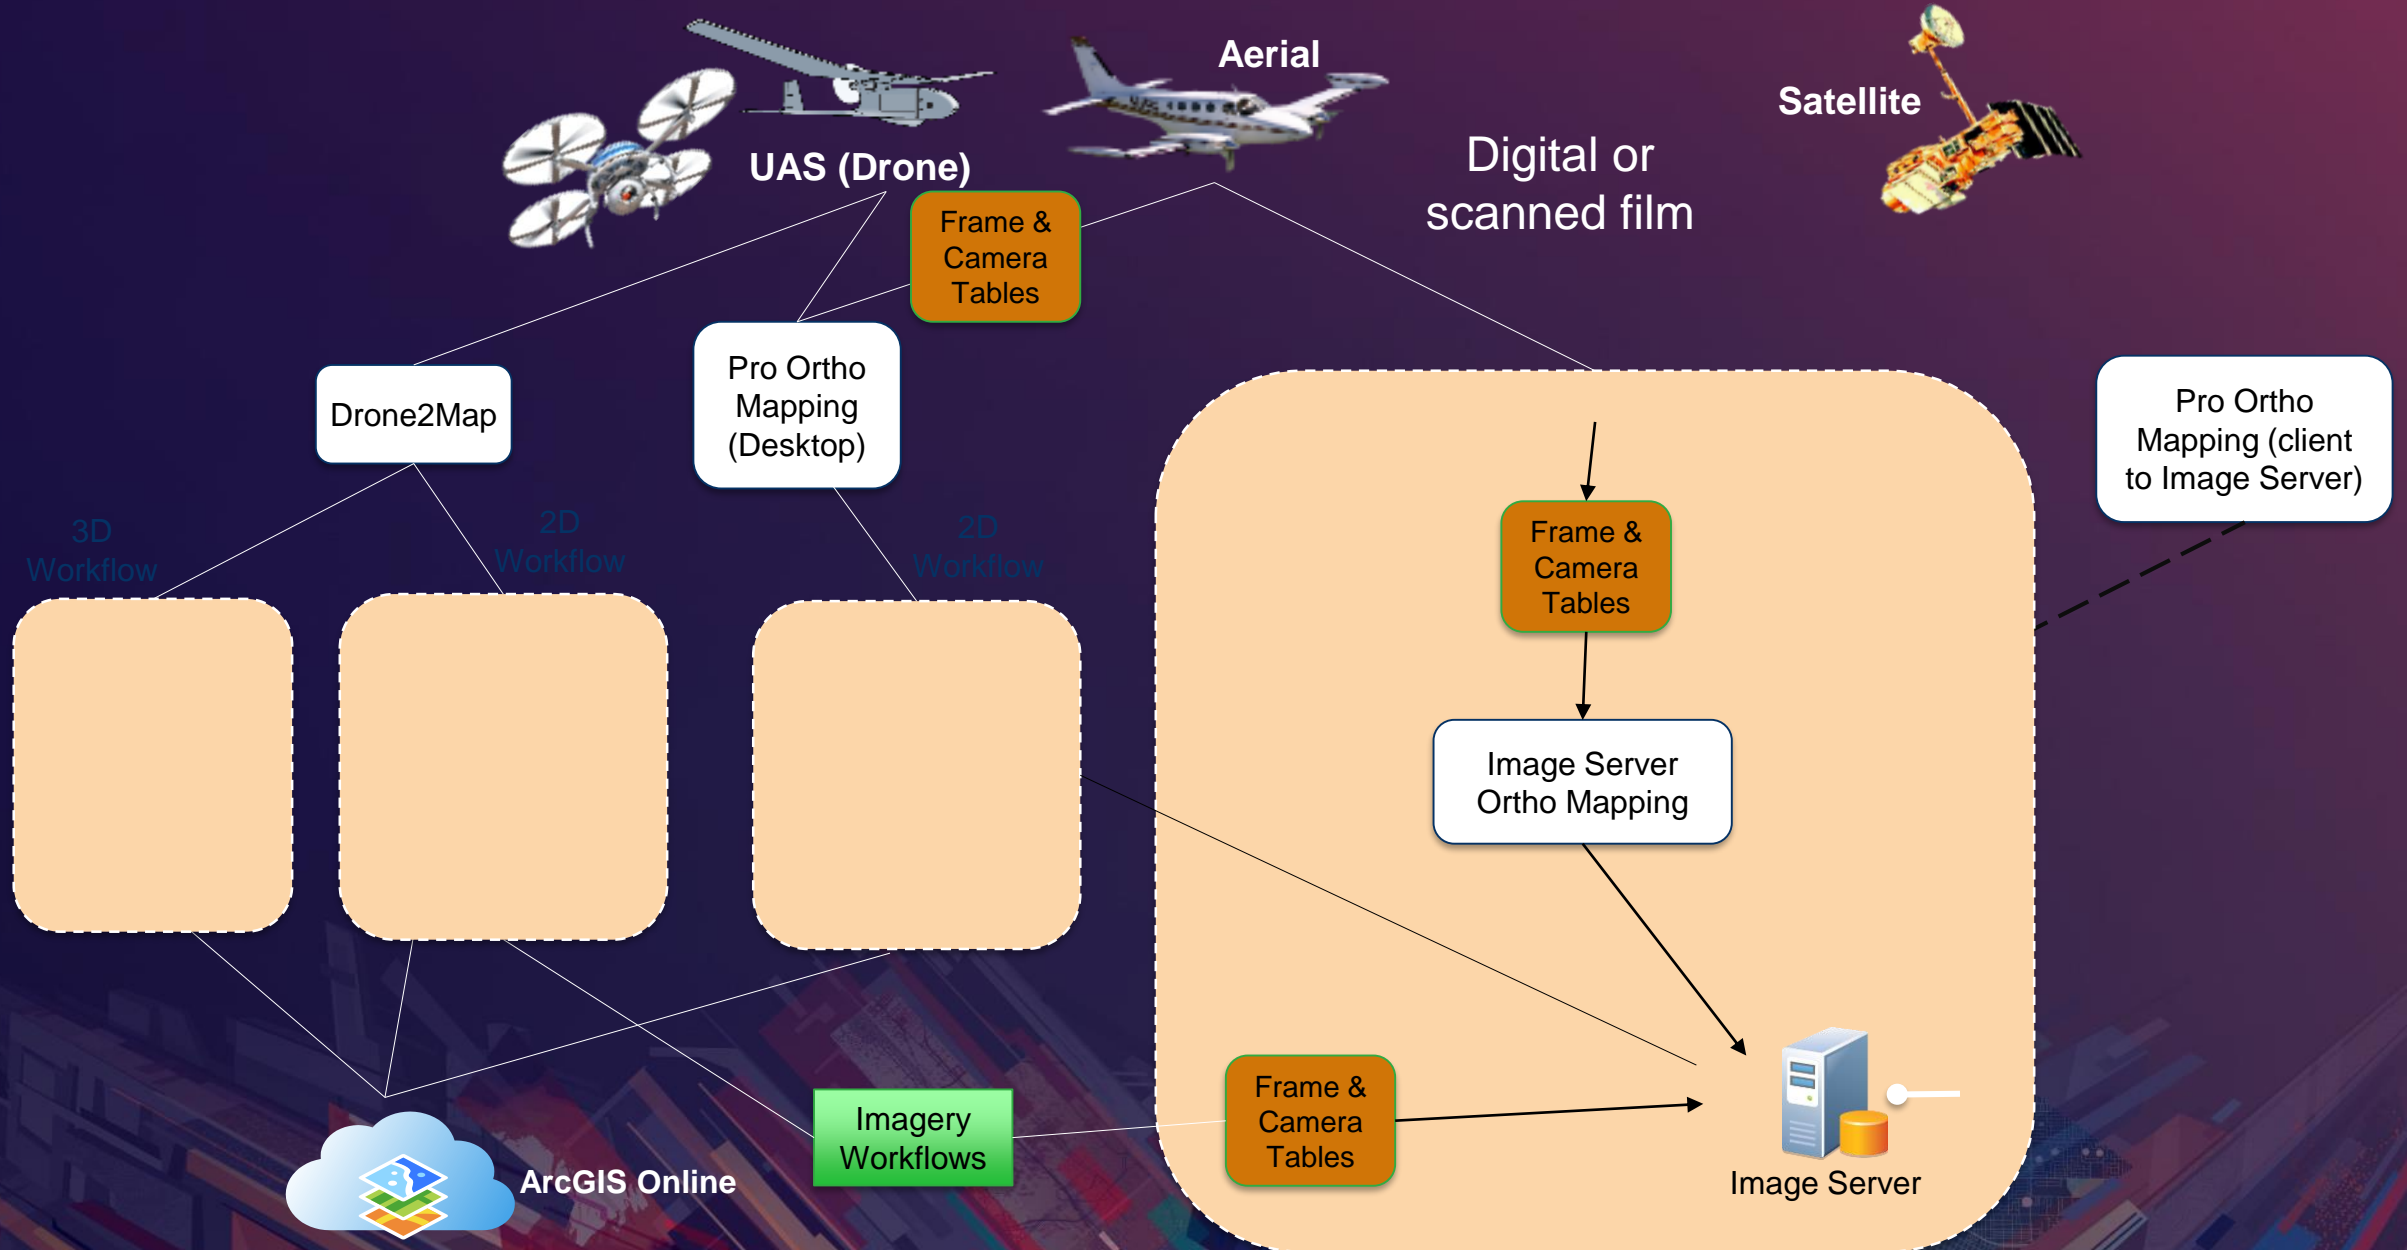 Aerial
Satellite
UAS (Drone)
Digital or
scanned film
Frame &
Camera
Tables
Drone2Map
Pro Ortho
Mapping
(Desktop)
Pro Ortho
Mapping (client
to Image Server)
3D
Workflow
2D
Workflow
2D
Workflow
Frame &
Camera
Tables
Image Server
Ortho Mapping
Imagery
Workflows
Frame &
Camera
Tables
ArcGIS Online
Image Server